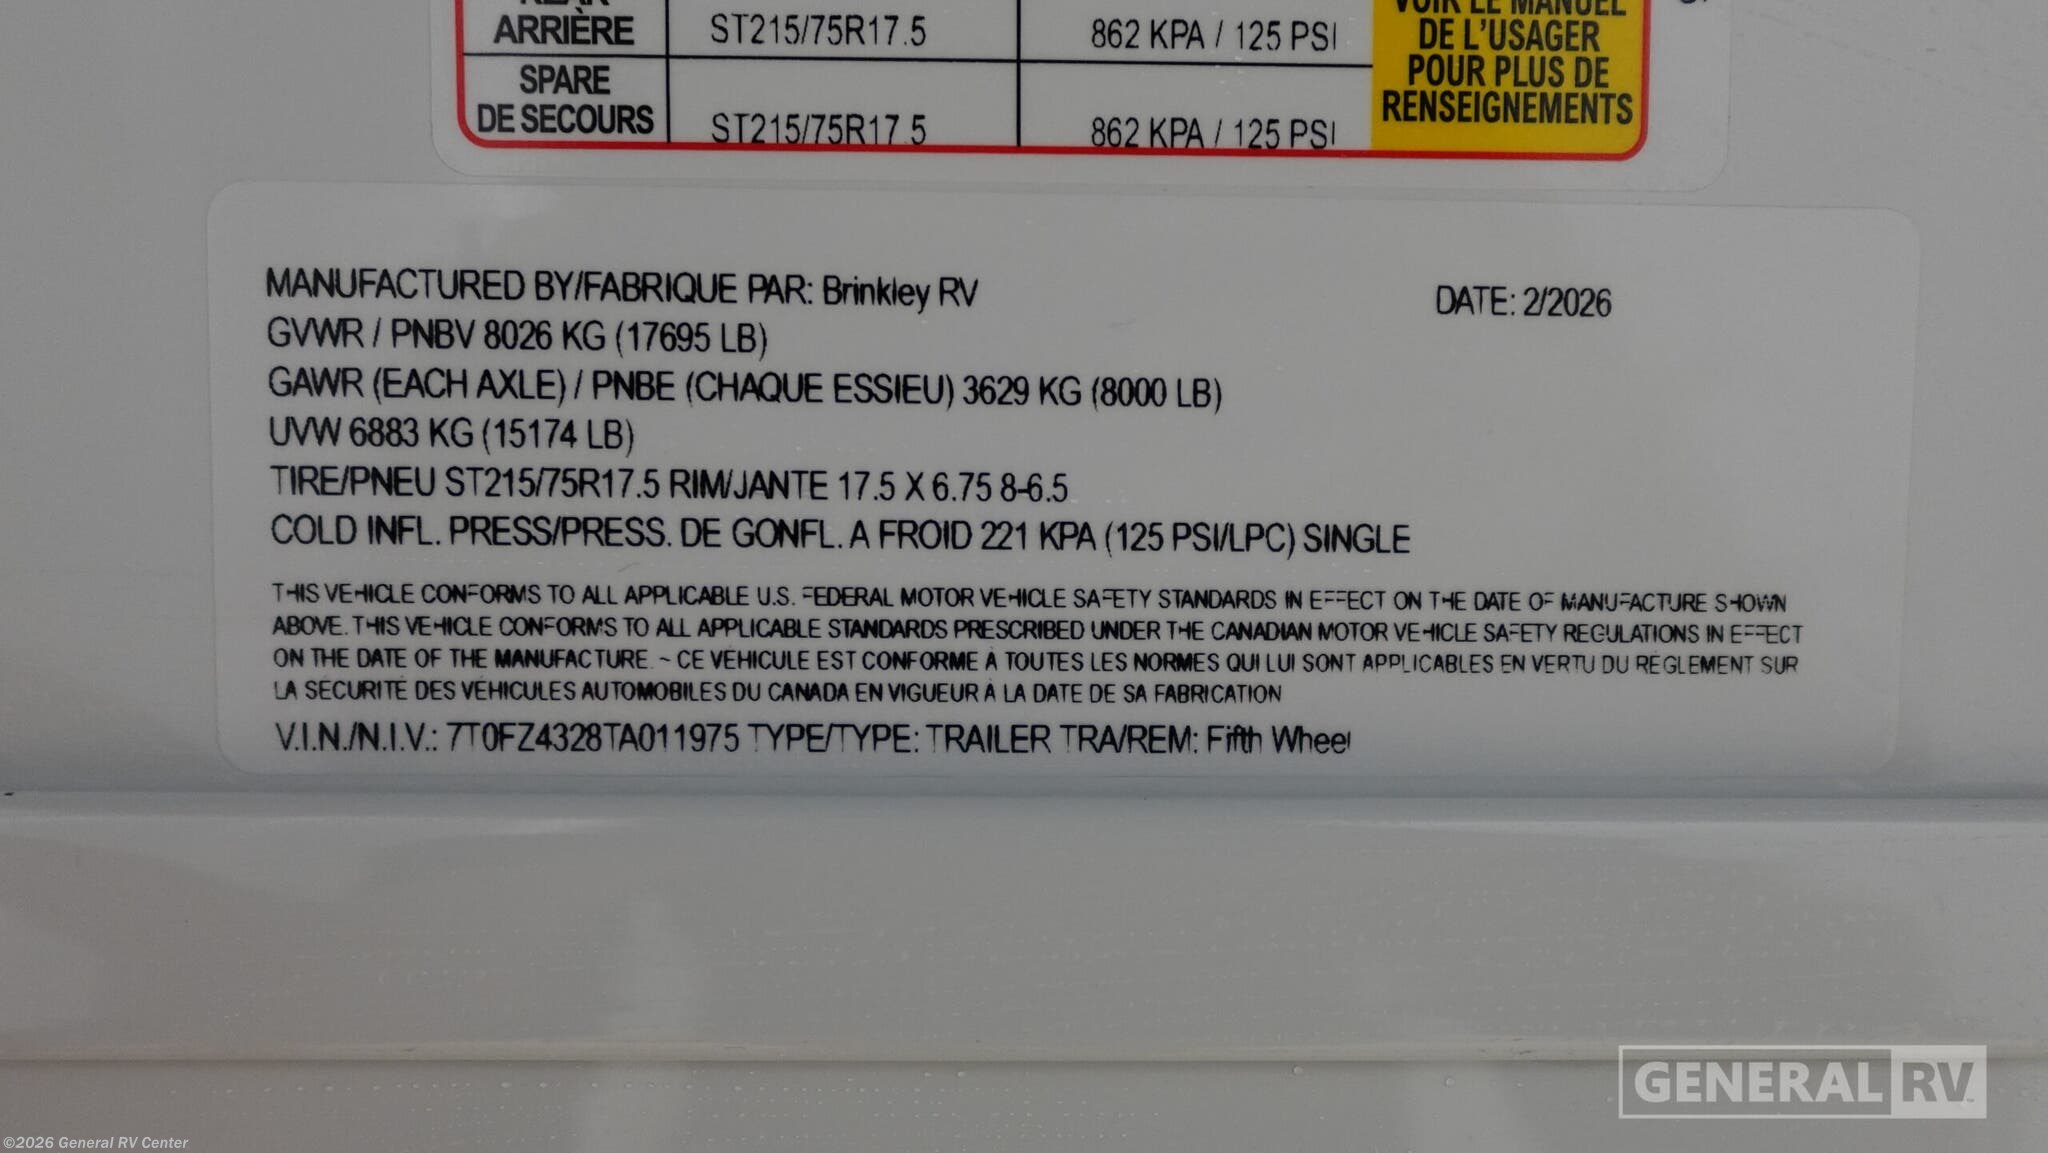 REAR
ARRIÈRE ST215/75R17.5 862 KPA / 125 PSI
SPARE
DE SECOURS ST215/75R17.5 862 KPA / 125 PSI
VOIR LE MANUEL
DE L'USAGER
POUR PLUS DE
RENSEIGNEMENTS
MANUFACTURED BY/FABRIQUE PAR: Brinkley RV DATE: 2/2026
GVWR / PNBV 8026 KG (17695 LB)
GAWR (EACH AXLE) / PNBE (CHAQUE ESSIEU) 3629 KG (8000 LB)
UVW 6883 KG (15174 LB)
TIRE/PNEU ST215/75R17.5 RIM/JANTE 17.5 X 6.75 8-6.5
COLD INFL. PRESS/PRESS. DE GONFL. A FROID 221 KPA (125 PSI/LPC) SINGLE
THIS VEHICLE CONFORMS TO ALL APPLICABLE U.S. FEDERAL MOTOR VEHICLE SAFETY STANDARDS IN EFFECT ON THE DATE OF MANUFACTURE SHOWN
ABOVE. THIS VEHICLE CONFORMS TO ALL APPLICABLE STANDARDS PRESCRIBED UNDER THE CANADIAN MOTOR VEHICLE SAFETY REGULATIONS IN EFFECT
ON THE DATE OF THE MANUFACTURE. ~ CE VÉHICULE EST CONFORME À TOUTES LES NORMES QUI LUI SONT APPLICABLES EN VERTU DU RÈGLEMENT SUR
LA SÉCURITÉ DES VÉHICULES AUTOMOBILES DU CANADA EN VIGUEUR À LA DATE DE SA FABRICATION
V.I.N./N.I.V.: 7T0FZ4328TA011975 TYPE/TYPE: TRAILER TRA/REM: Fifth Wheel
GENERAL RV
©2026 General RV Center